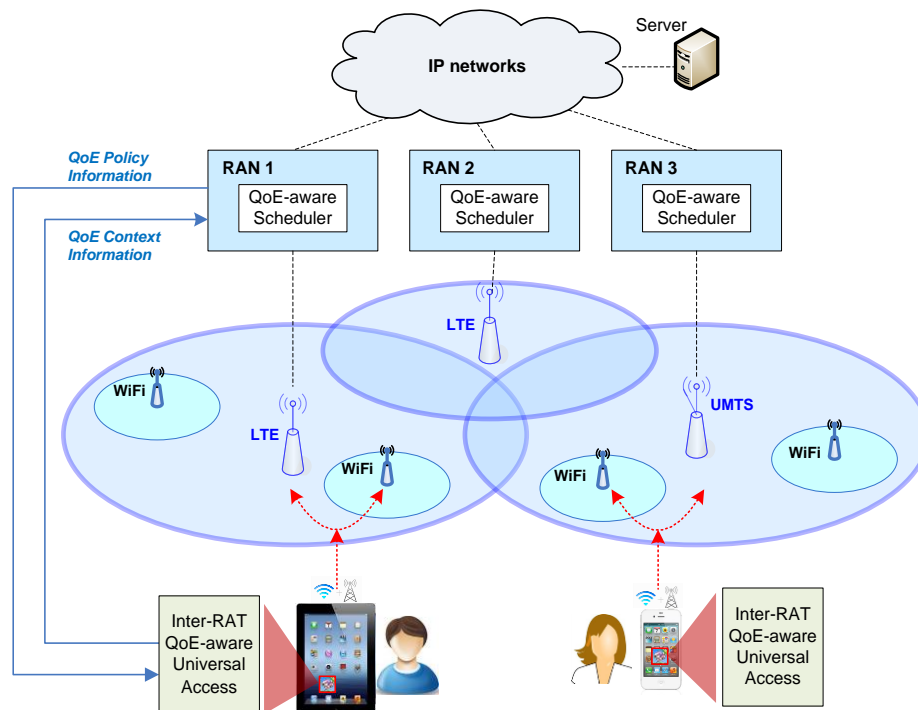 Server
IP networks
QoE Policy
Information
RAN 1
QoE-aware
Scheduler
RAN 2
QoE-aware
Scheduler
RAN 3
QoE-aware
Scheduler
QoE Context
Information
LTE
WiFi
LTE
WiFi
UMTS
WiFi
WiFi
Inter-RAT
QoE-aware
Universal
Access
Inter-RAT
QoE-aware
Universal
Access